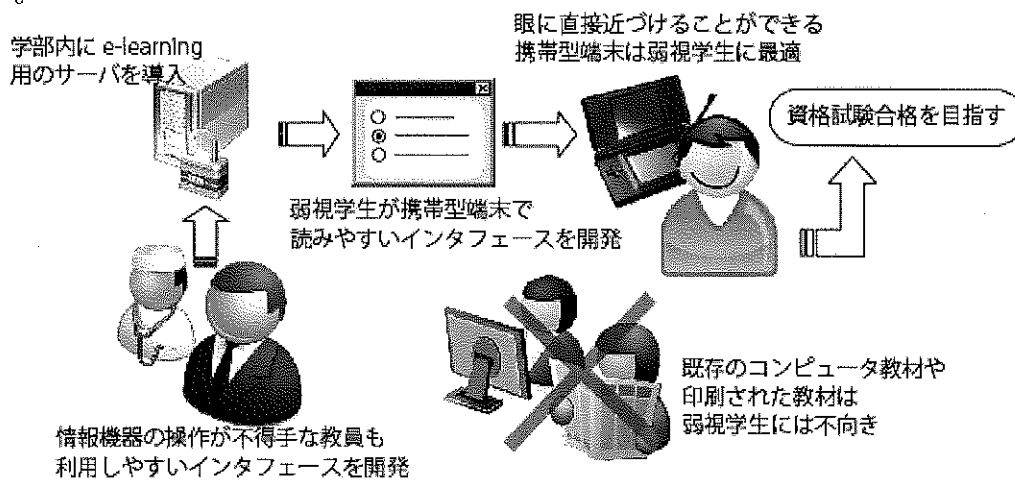 学部内に e-learning
用のサーバを導入
眼に直接近づけることができる
携帯型端末は弱視学生に最適
資格試験合格を目指す
弱視学生が携帯型端末で
読みやすいインタフェースを開発
既存のコンピュータ教材や
印刷された教材は
弱視学生には不向き
情報機器の操作が不得手な教員も
利用しやすいインタフェースを開発